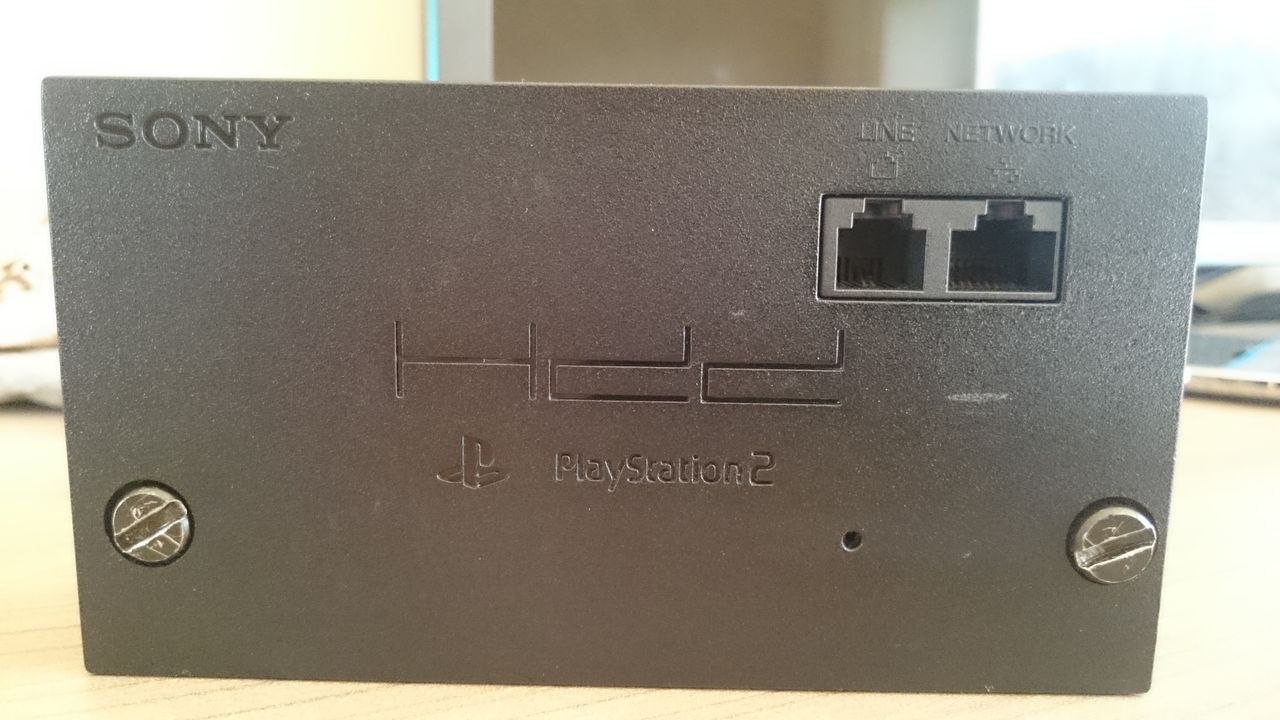 SONY
LINE NETWORK
Hdd
PlayStation 2